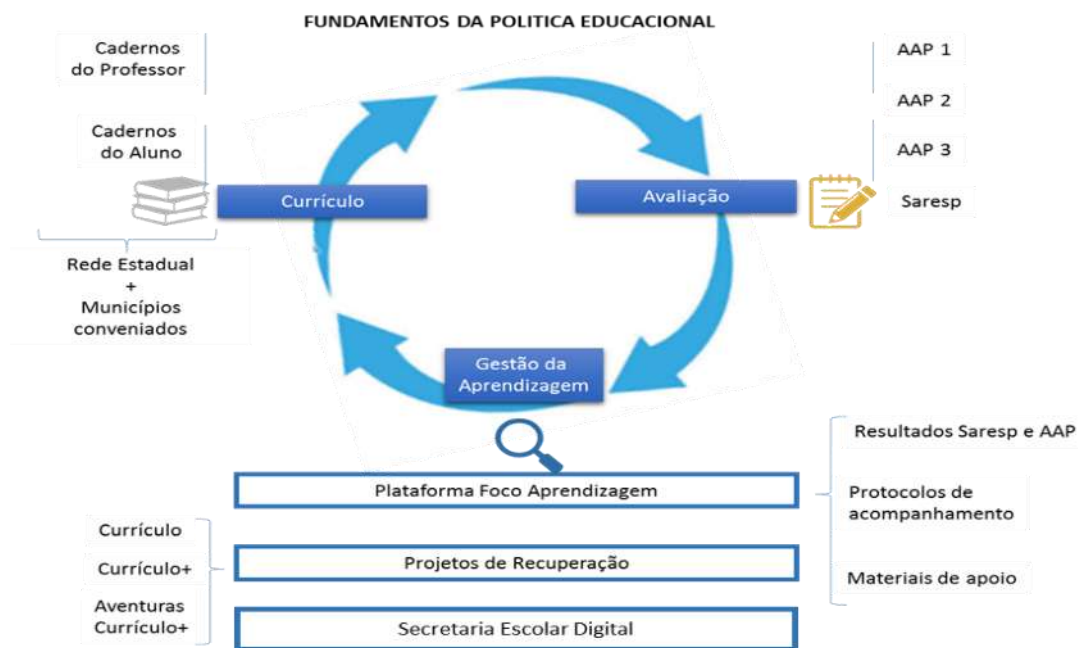 FUNDAMENTOS DA POLITICA EDUCACIONAL
Cadernos
do Professor
Cadernos
do Aluno
Currículo
Rede Estadual
+
Municípios
conveniados
Avaliação
AAP 1
AAP 2
AAP 3
Saresp
Gestão da
Aprendizagem
Plataforma Foco Aprendizagem
Resultados Saresp e AAP
Protocolos de
acompanhamento
Materiais de apoio
Currículo
Currículo+
Aventuras
Currículo+
Projetos de Recuperação
Secretaria Escolar Digital